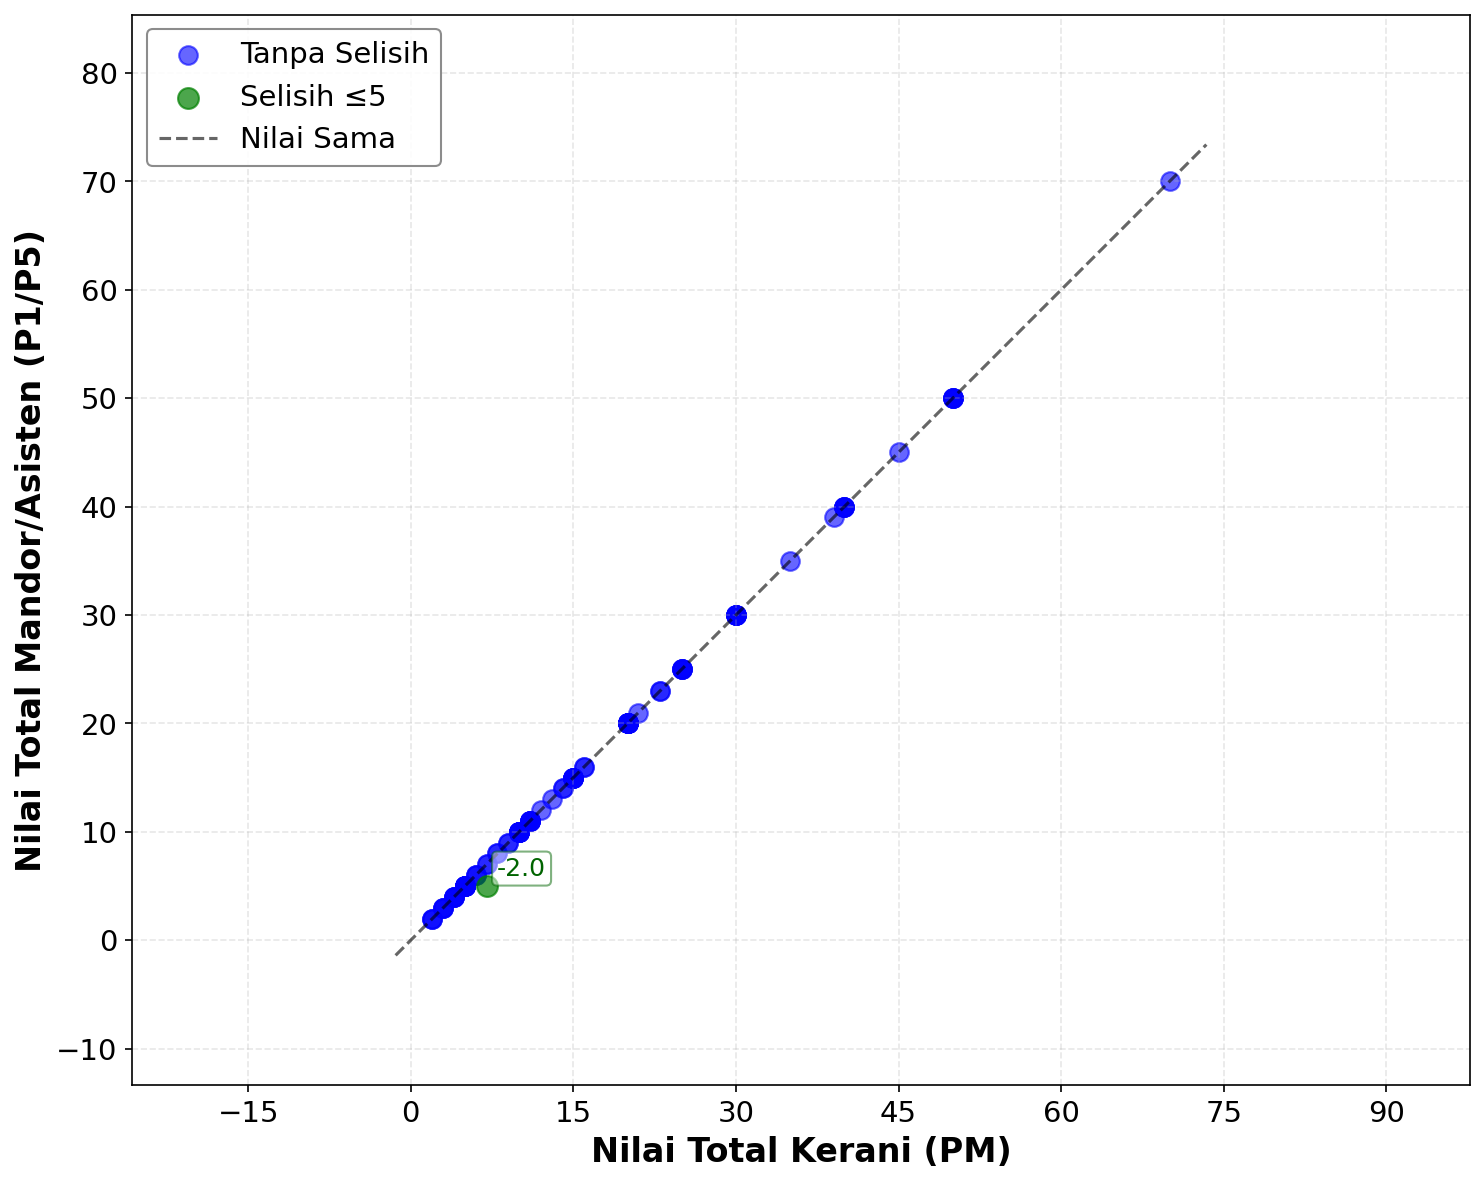 Tanpa Selisih
Selisih ≤5
Nilai Sama
80
70
60
50
40
30
20
10
0
−10
Nilai Total Mandor/Asisten (P1/P5)
-2.0
−15 0 15 30 45 60 75 90
Nilai Total Kerani (PM)